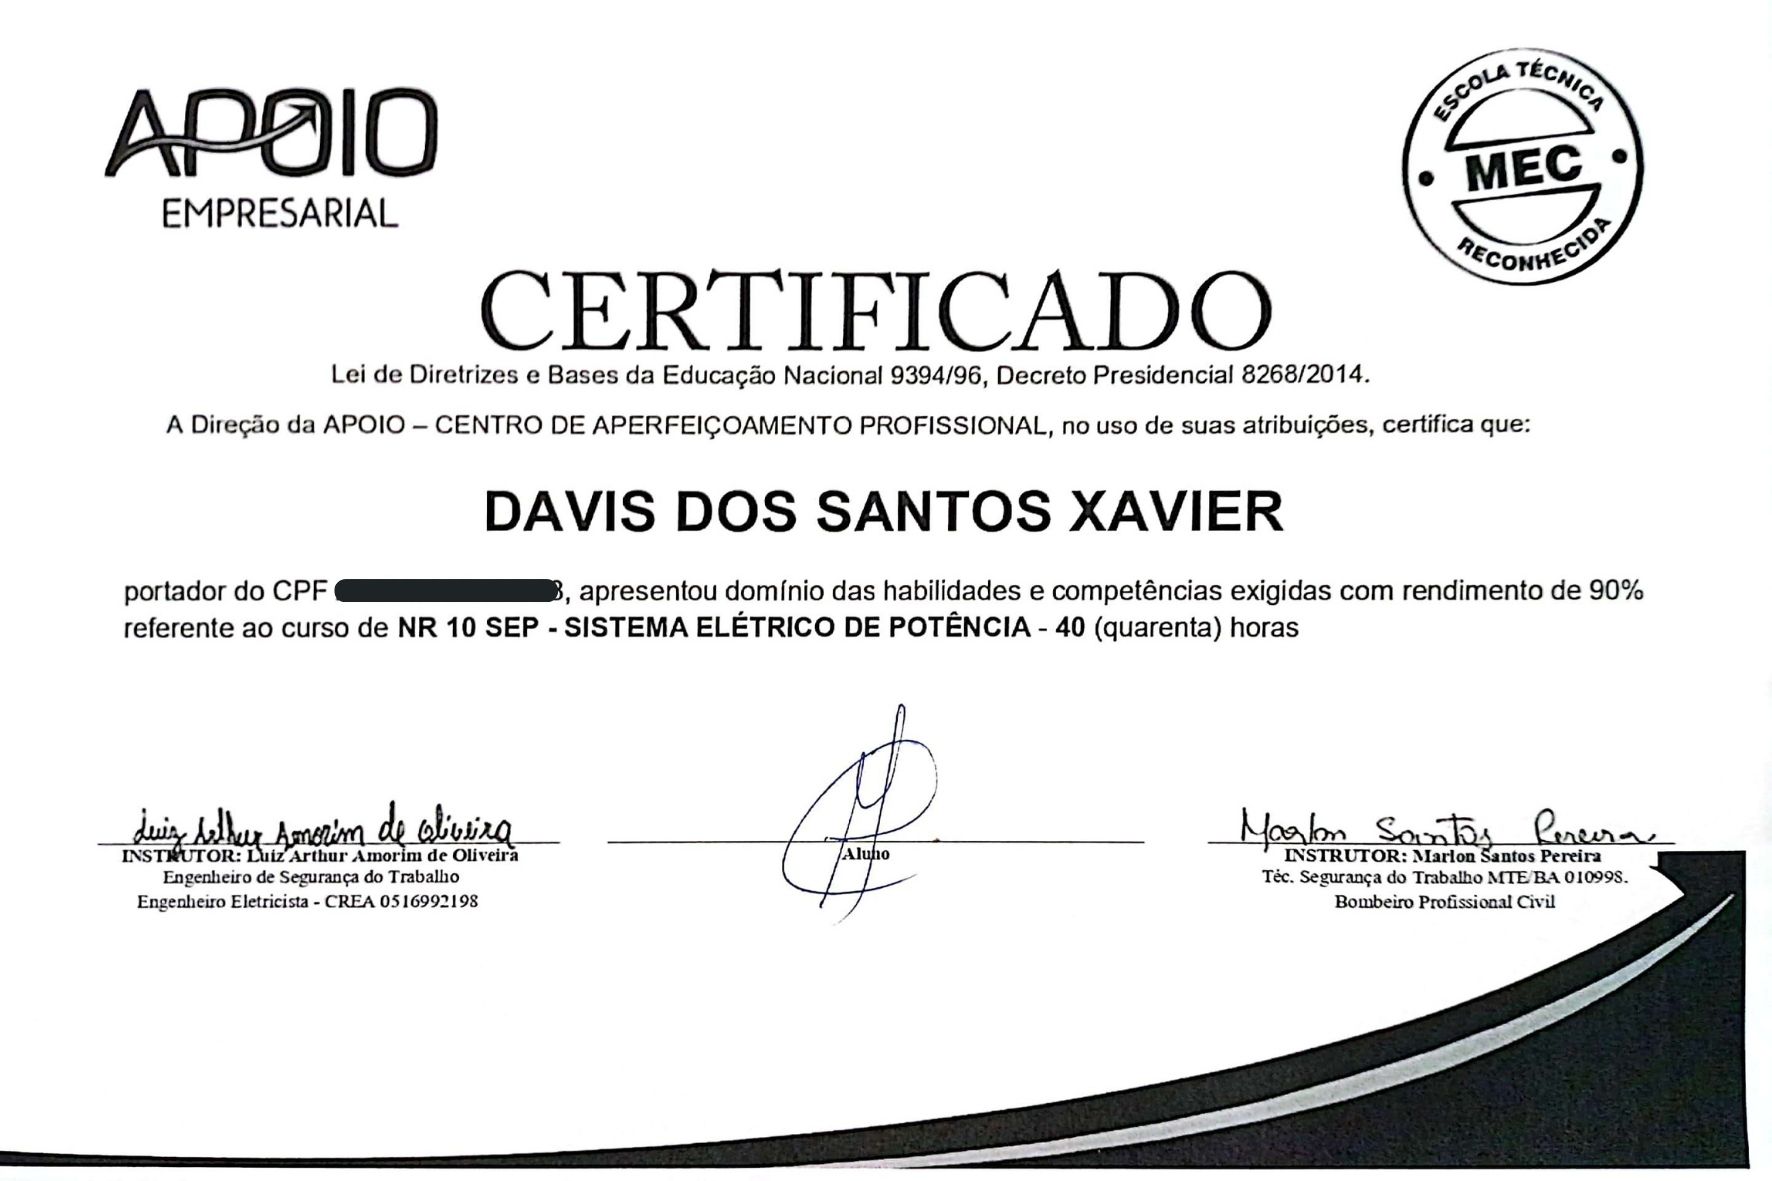 APOIO
EMPRESARIAL
ESCOLA TÉCNICA
MEC
RECONHECIDA
CERTIFICADO
Lei de Diretrizes e Bases da Educação Nacional 9394/96, Decreto Presidencial 8268/2014.
A Direção da APOIO – CENTRO DE APERFEIÇOAMENTO PROFISSIONAL, no uso de suas atribuições, certifica que:
DAVIS DOS SANTOS XAVIER
portador do CPF , apresentou domínio das habilidades e competências exigidas com rendimento de 90%
referente ao curso de NR 10 SEP - SISTEMA ELÉTRICO DE POTÊNCIA - 40 (quarenta) horas
Luiz Arthur Amorim de Oliveira
INSTRUTOR: Luiz Arthur Amorim de Oliveira
Engenheiro de Segurança do Trabalho
Engenheiro Eletricista - CREA 0516992198
Aluno
Marlon Santos Pereira
INSTRUTOR: Marlon Santos Pereira
Téc. Segurança do Trabalho MTE/BA 010998.
Bombeiro Profissional Civil